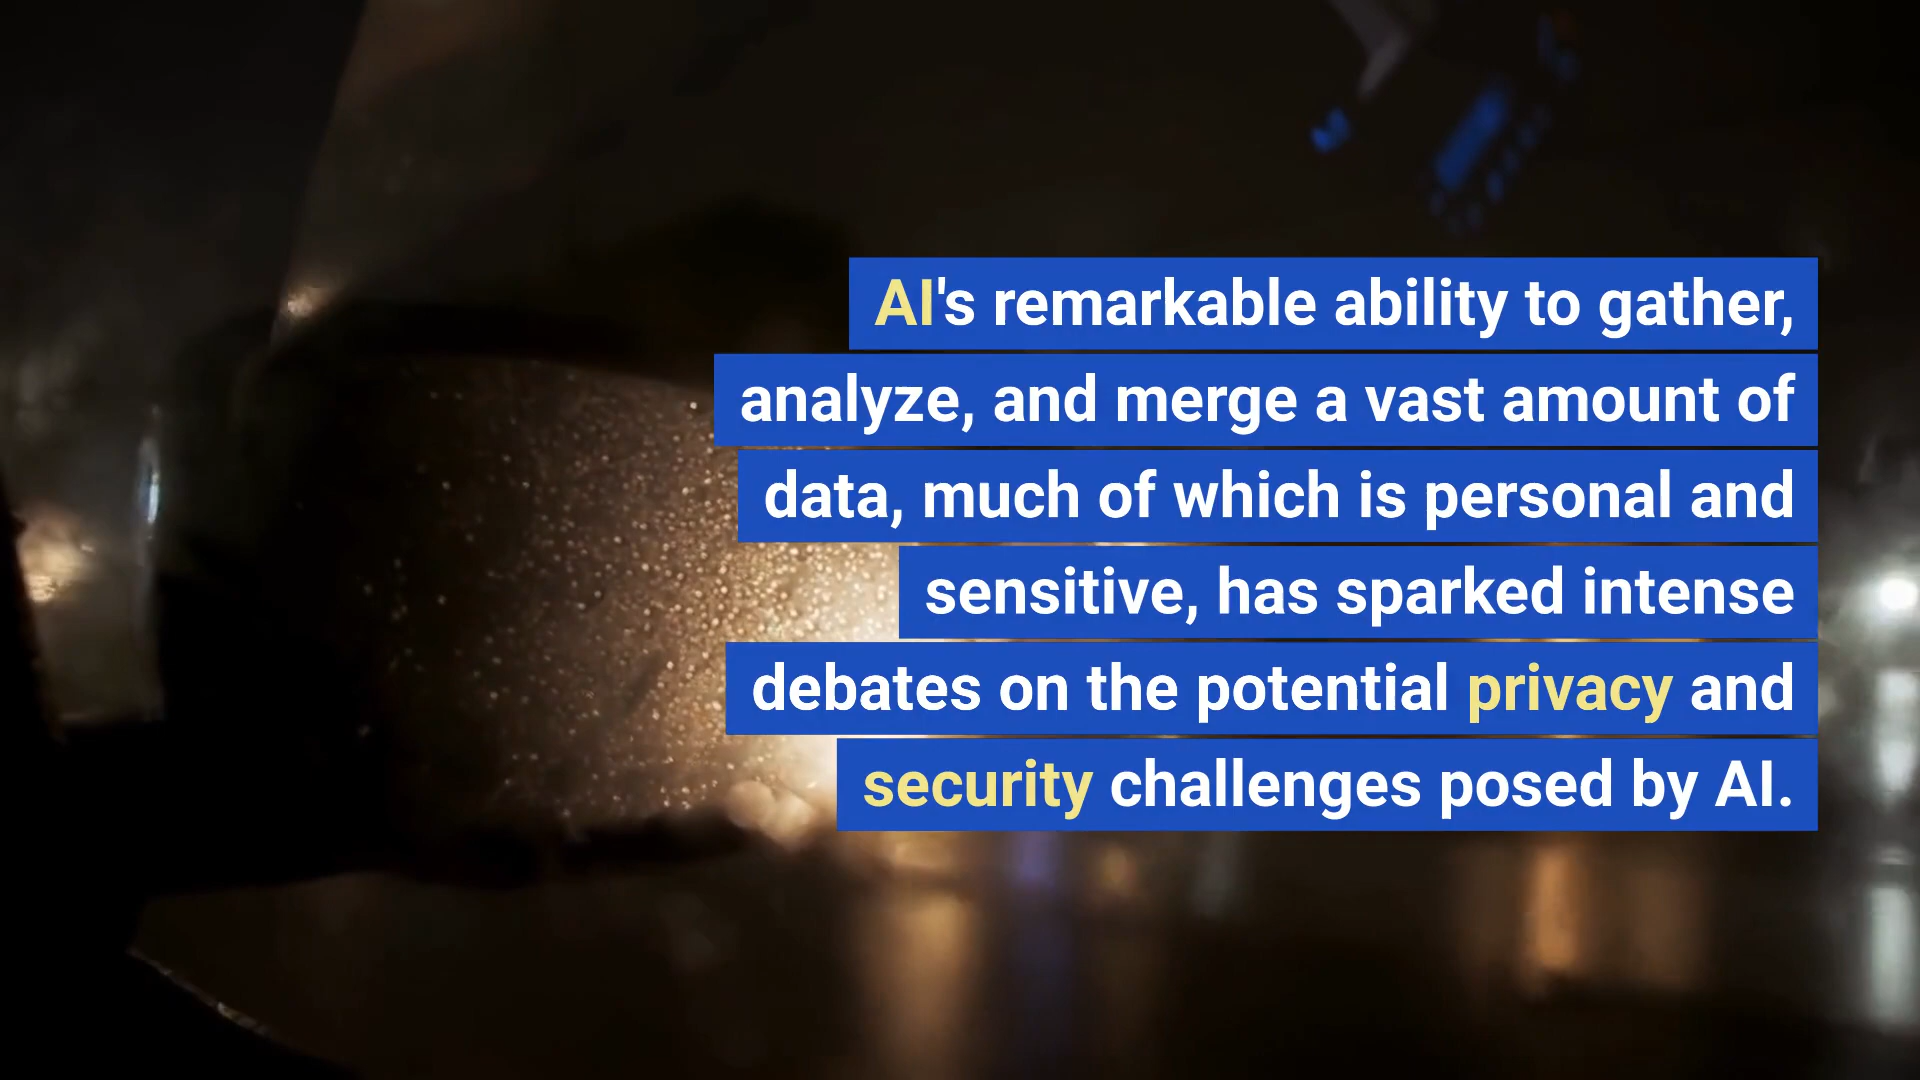 AI's remarkable ability to gather,
analyze, and merge a vast amount of
data, much of which is personal and
sensitive, has sparked intense
debates on the potential privacy and
security challenges posed by AI.